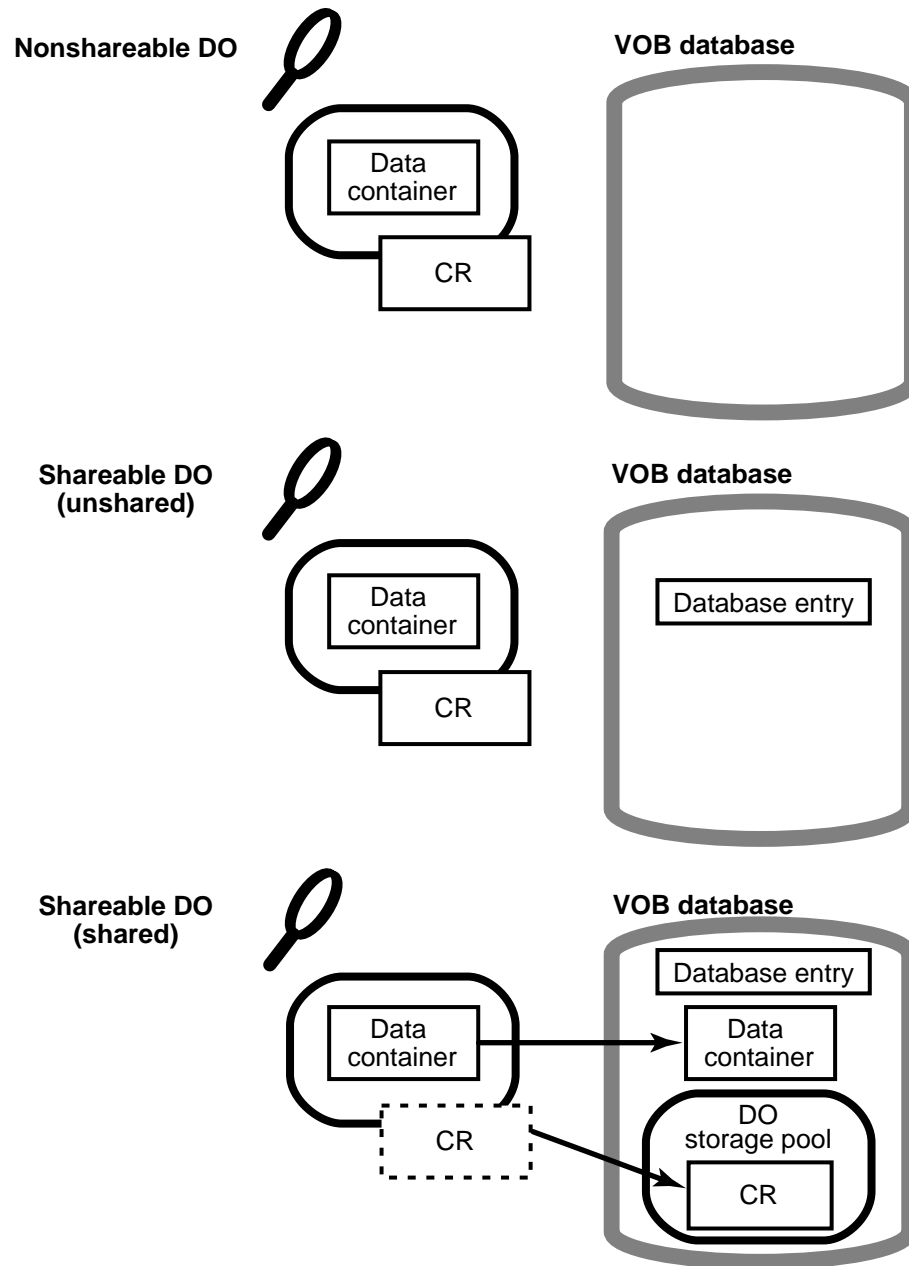 Nonshareable DO
VOB database
Data
container
CR
Shareable DO
(unshared)
VOB database
Data
container
CR
Database entry
Shareable DO
(shared)
VOB database
Data
container
CR
Database entry
Data
container
DO
storage pool
CR